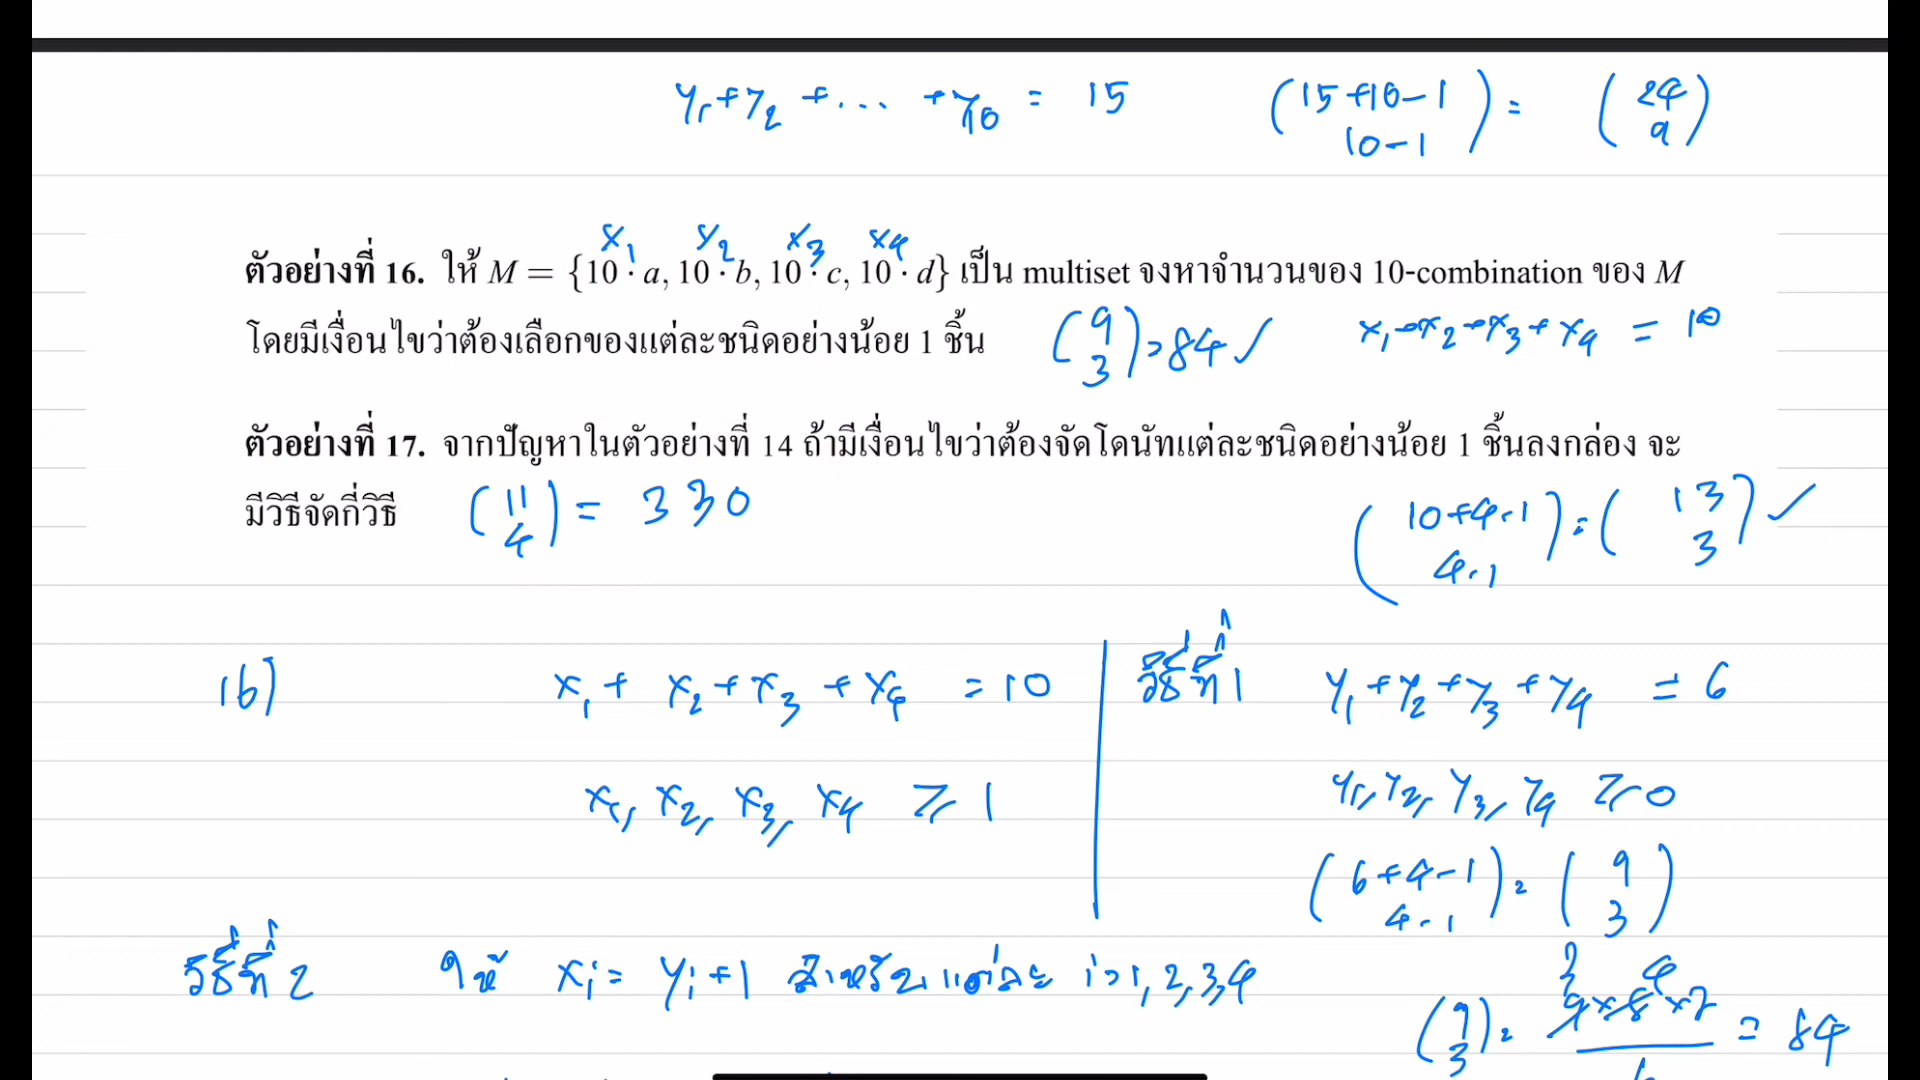 y₁+y₂+...+y₁₀ = 15 (15+10-1 10-1) = (24 9)
x₁ x₂ x₃ x₄
ตัวอย่างที่ 16. ให้ M = {10 · a, 10 · b, 10 · c, 10 · d} เป็น multiset จงหาจำนวนของ 10-combination ของ M
โดยมีเงื่อนไขว่าต้องเลือกของแต่ละชนิดอย่างน้อย 1 ชิ้น (9 3) = 84 ✓ x₁+x₂+x₃+x₄ = 10
ตัวอย่างที่ 17. จากปัญหาในตัวอย่างที่ 14 ถ้ามีเงื่อนไขว่าต้องจัดโดนัทแต่ละชนิดอย่างน้อย 1 ชิ้นลงกล่อง จะ
มีวิธีจัดกี่วิธี (11 4) = 330 (10+4-1 4-1) = (13 3) ✓
16) x₁+x₂+x₃+x₄ = 10 วิธีที่ 1 y₁+y₂+y₃+y₄ = 6
x₁, x₂, x₃, x₄ ≥ 1 y₁, y₂, y₃, y₄ ≥ 0
(6+4-1 4-1) = (9 3)
วิธีที่ 2 ให้ xᵢ = yᵢ+1 สำหรับแต่ละ i=1,2,3,4
3 4
(9 3) = 9×8×7 / 6 = 84